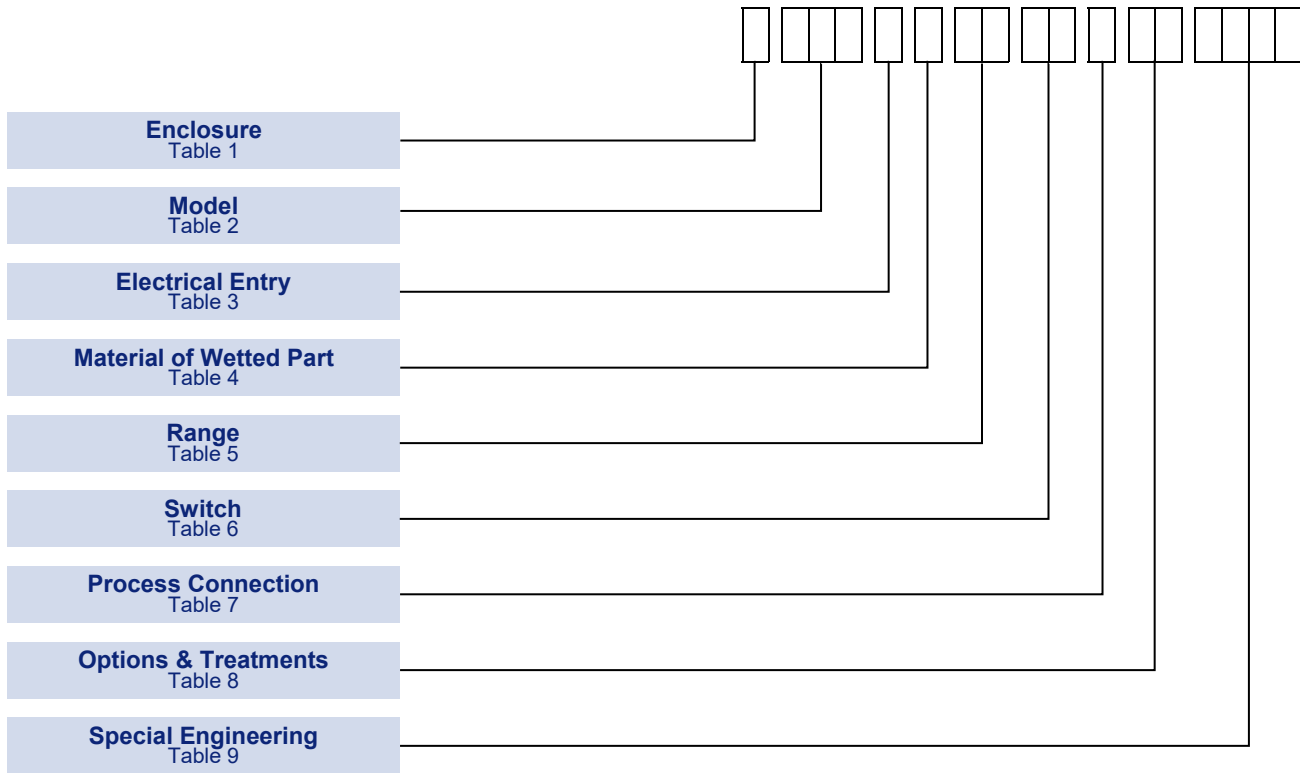 Enclosure
Table 1
Model
Table 2
Electrical Entry
Table 3
Material of Wetted Part
Table 4
Range
Table 5
Switch
Table 6
Process Connection
Table 7
Options & Treatments
Table 8
Special Engineering
Table 9